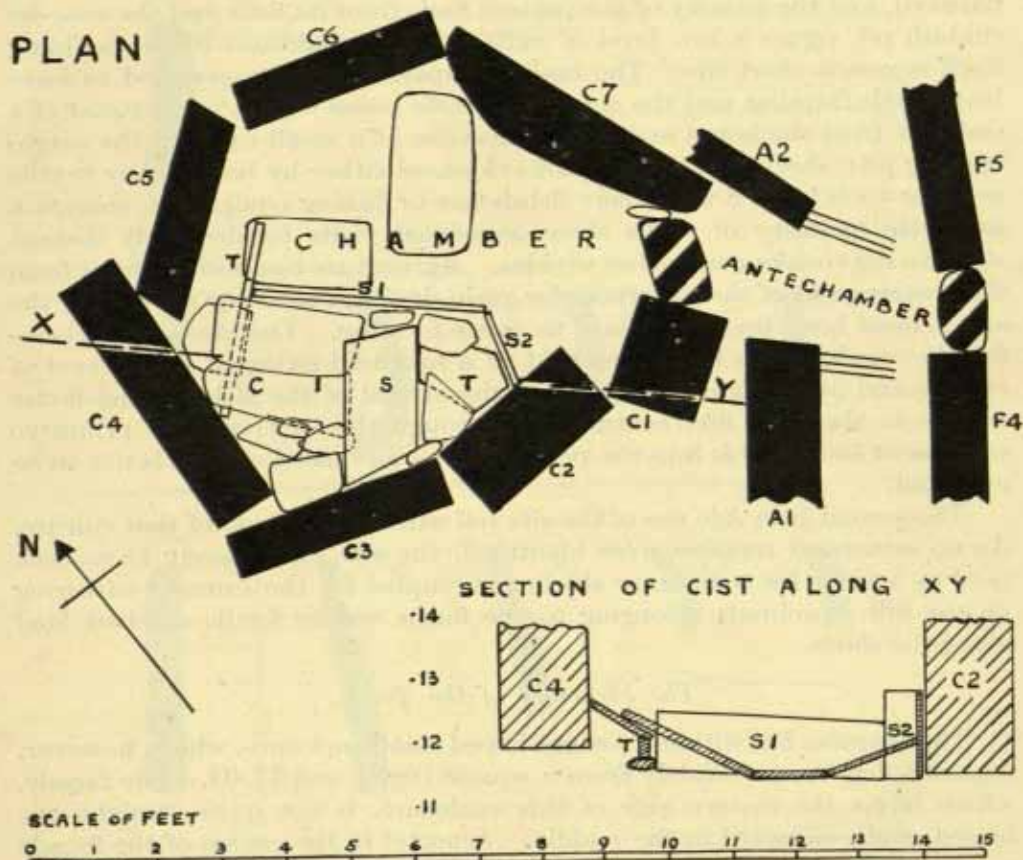 PLAN
C6
C7
A2
F5
C5
CHAMBER
T
S1
ANTECHAMBER
X
S2
CIST
Y
C4
C1
F4
C2
A1
C3
N
SECTION OF CIST ALONG XY
-14
-13
C4
C2
S2
S1
-12
T
-11
SCALE OF FEET
0 1 2 3 4 5 6 7 8 9 10 11 12 13 14 15